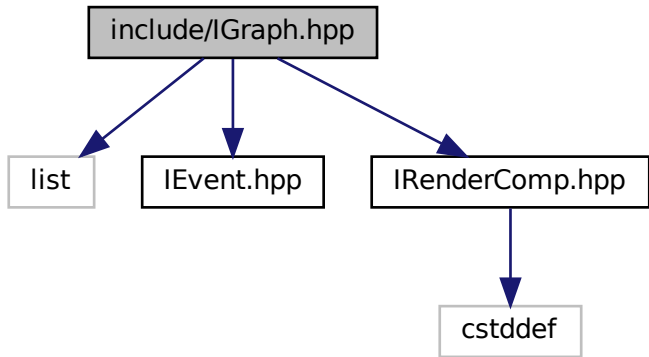 include/IGraph.hpp
list
IEvent.hpp
IRenderComp.hpp
cstddef